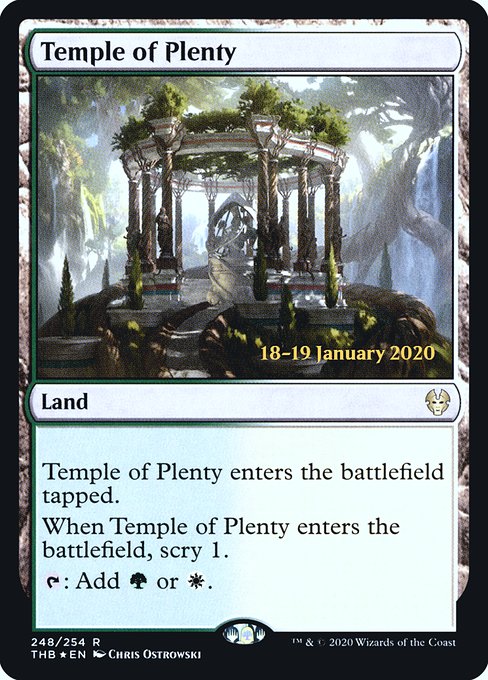 Temple of Plenty
18–19 January 2020
Land
Temple of Plenty enters the battlefield
tapped.
When Temple of Plenty enters the
battlefield, scry 1.
: Add or .
248/254 R
THB ★ EN Chris Ostrowski
™ & © 2020 Wizards of the Coast